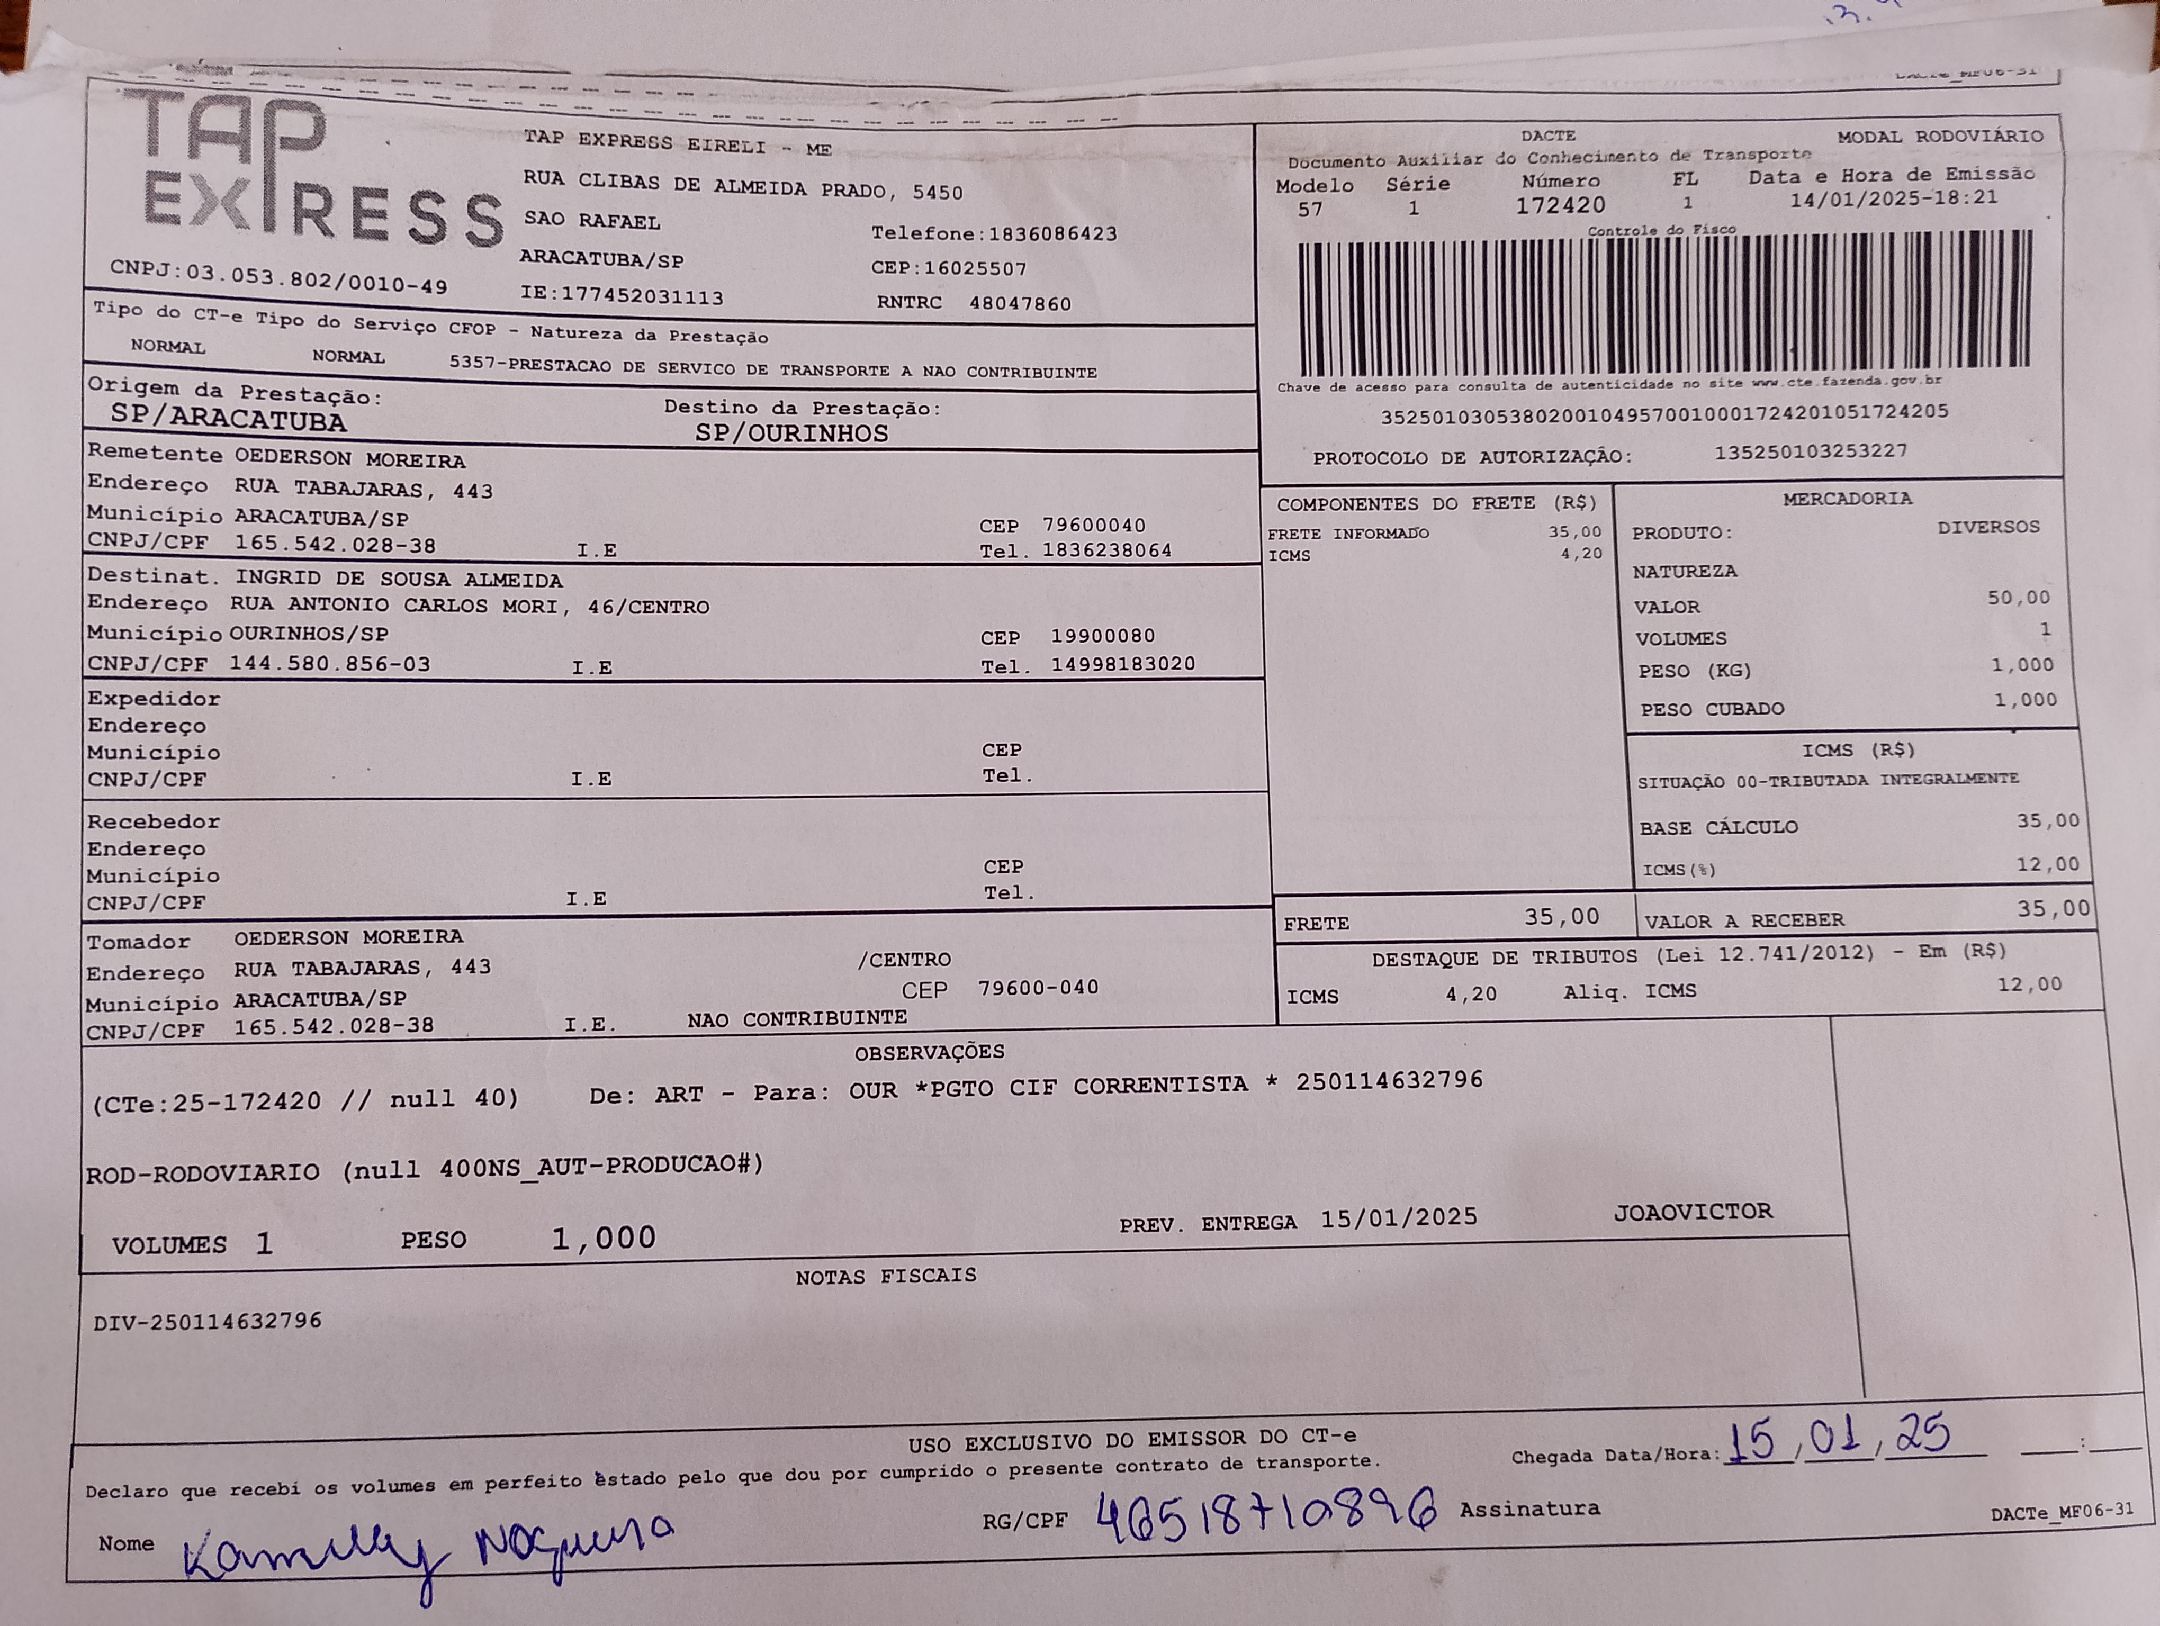 DACTe_MF06-31
TAP EXPRESS
TAP EXPRESS EIRELI - ME
RUA CLIBAS DE ALMEIDA PRADO, 5450
SAO RAFAEL
Telefone:1836086423
ARACATUBA/SP
CEP:16025507
CNPJ:03.053.802/0010-49
IE:177452031113
RNTRC 48047860
DACTE MODAL RODOVIÁRIO
Documento Auxiliar do Conhecimento de Transporte
Modelo Série Número FL Data e Hora de Emissão
57 1 172420 1 14/01/2025-18:21
Controle do Fisco
Chave de acesso para consulta de autenticidade no site www.cte.fazenda.gov.br
35250103053802001049570010001724201051724205
PROTOCOLO DE AUTORIZAÇÃO: 135250103253227
Tipo do CT-e Tipo do Serviço CFOP - Natureza da Prestação
NORMAL NORMAL 5357-PRESTACAO DE SERVICO DE TRANSPORTE A NAO CONTRIBUINTE
Origem da Prestação: Destino da Prestação:
SP/ARACATUBA SP/OURINHOS
Remetente OEDERSON MOREIRA
Endereço RUA TABAJARAS, 443
Município ARACATUBA/SP CEP 79600040
CNPJ/CPF 165.542.028-38 I.E Tel. 1836238064
Destinat. INGRID DE SOUSA ALMEIDA
Endereço RUA ANTONIO CARLOS MORI, 46/CENTRO
Município OURINHOS/SP CEP 19900080
CNPJ/CPF 144.580.856-03 I.E Tel. 14998183020
Expedidor
Endereço
Município CEP
CNPJ/CPF I.E Tel.
Recebedor
Endereço
Município CEP
CNPJ/CPF I.E Tel.
Tomador OEDERSON MOREIRA
Endereço RUA TABAJARAS, 443 /CENTRO
Município ARACATUBA/SP CEP 79600-040
CNPJ/CPF 165.542.028-38 I.E. NAO CONTRIBUINTE
COMPONENTES DO FRETE (R$)
FRETE INFORMADO 35,00
ICMS 4,20
MERCADORIA
PRODUTO: DIVERSOS
NATUREZA
VALOR 50,00
VOLUMES 1
PESO (KG) 1,000
PESO CUBADO 1,000
ICMS (R$)
SITUAÇÃO 00-TRIBUTADA INTEGRALMENTE
BASE CÁLCULO 35,00
ICMS(%) 12,00
FRETE 35,00 VALOR A RECEBER 35,00
DESTAQUE DE TRIBUTOS (Lei 12.741/2012) - Em (R$)
ICMS 4,20 Aliq. ICMS 12,00
OBSERVAÇÕES
(CTe:25-172420 // null 40) De: ART - Para: OUR *PGTO CIF CORRENTISTA * 250114632796
ROD-RODOVIARIO (null 400NS_AUT-PRODUCAO#)
VOLUMES 1 PESO 1,000 PREV. ENTREGA 15/01/2025 JOAOVICTOR
NOTAS FISCAIS
DIV-250114632796
USO EXCLUSIVO DO EMISSOR DO CT-e
Declaro que recebi os volumes em perfeito estado pelo que dou por cumprido o presente contrato de transporte.
Chegada Data/Hora: 15/01/25 :
Nome Kamilly Nogueira RG/CPF 46518710896 Assinatura
DACTe_MF06-31